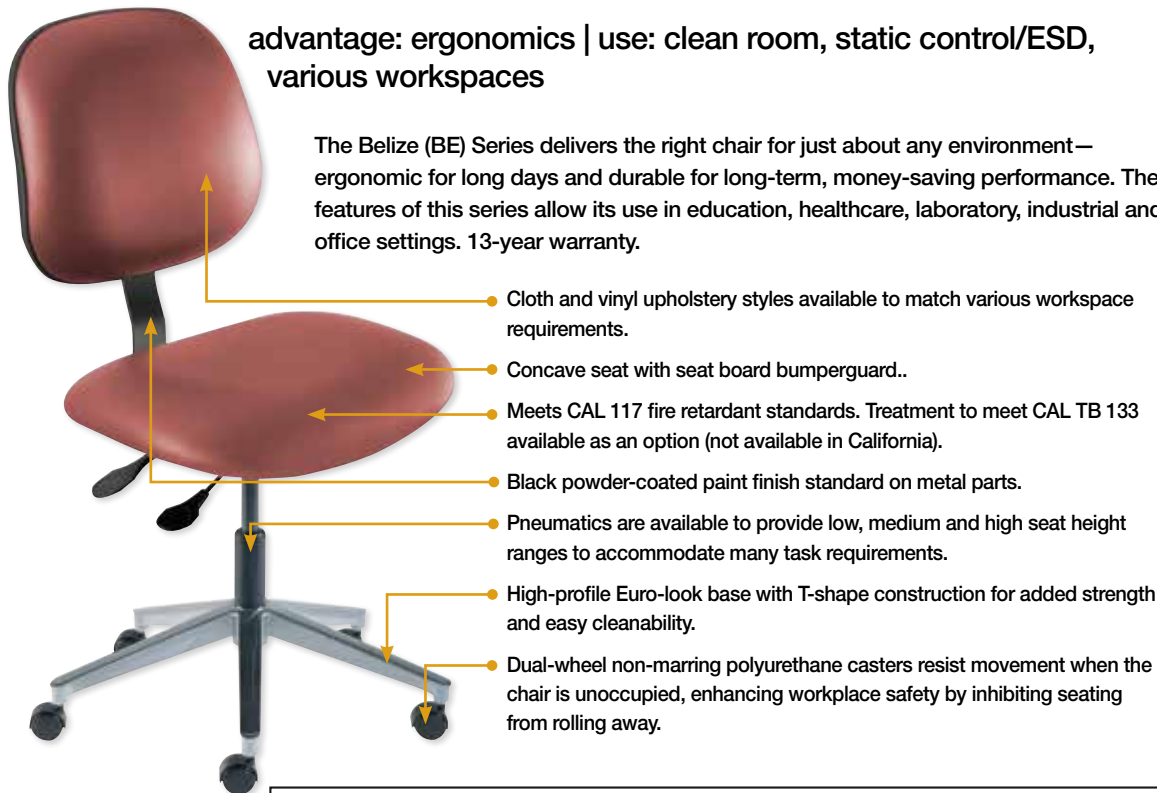 advantage: ergonomics | use: clean room, static control/ESD,
various workspaces
The Belize (BE) Series delivers the right chair for just about any environment—
ergonomic for long days and durable for long-term, money-saving performance. The
features of this series allow its use in education, healthcare, laboratory, industrial and
office settings. 13-year warranty.
Cloth and vinyl upholstery styles available to match various workspace
requirements.
Concave seat with seat board bumperguard..
Meets CAL 117 fire retardant standards. Treatment to meet CAL TB 133
available as an option (not available in California).
Black powder-coated paint finish standard on metal parts.
Pneumatics are available to provide low, medium and high seat height
ranges to accommodate many task requirements.
High-profile Euro-look base with T-shape construction for added strength
and easy cleanability.
Dual-wheel non-marring polyurethane casters resist movement when the
chair is unoccupied, enhancing workplace safety by inhibiting seating
from rolling away.